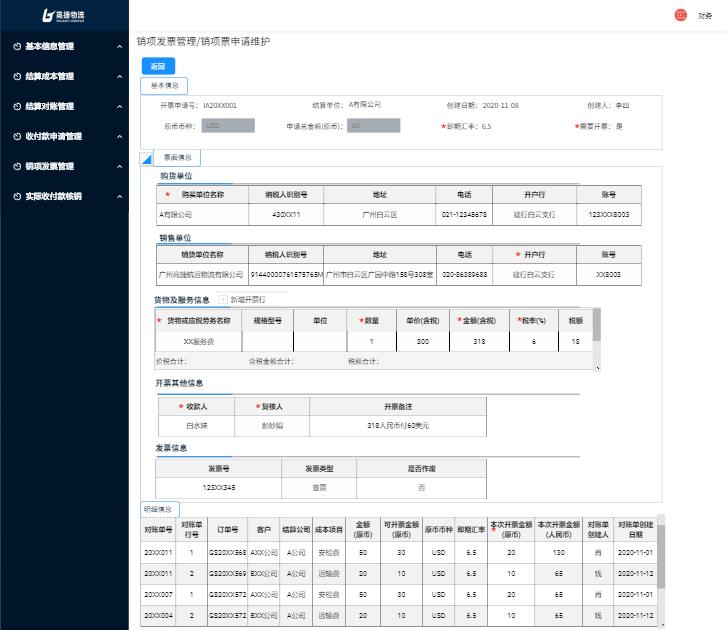 高捷物流
财务
基本信息管理
结算成本管理
结算对账管理
收付款申请管理
销项发票管理
实际收付款核销
销项发票管理/销项票申请维护
返回
基本信息
开票申请号： IA20XX001 结算单位： A有限公司 创建日期： 2020-11-08 创建人： 李四
原币币种： USD 申请总金额(原币)： 60 *即期汇率： 6.5 *需要开票： 是
票面信息
购货单位
* 购买单位名称 纳税人识别号 地址 电话 开户行 账号
A有限公司 430XX11 广州白云区 021-12345678 建行白云支行 123XXX8003
销售单位
销货单位名称 纳税人识别号 地址 电话 * 开户行 账号
广州高捷航运物流有限公司 91440000761575765M 广州市白云区广园中路158号308室 020-86389688 建行白云支行 XX8003
货物及服务信息 + 新增开票行
* 货物或应税劳务名称 规格型号 单位 *数量 单价(含税) *金额(含税) *税率(%) 税额
XX服务费 1 300 318 6 18
价税合计： 含税金额合计： 税额合计：
开票其他信息
* 收款人 *复核人 开票备注
白水妹 彭妙娟 318人民币付60美元
发票信息
发票号 发票类型 是否作废
123XX345 普票 否
明细信息
对账单号 对账单行号 订单号 客户 结算公司 成本项目 金额(原币) 可开票金额(原币) 原币币种 即期汇率 *本次开票金额(原币) 本次开票金额(人民币) 对账单创建人 对账单创建日期
20XX011 1 GS20XX568 AXX公司 A公司 安检费 50 30 USD 6.5 20 130 肖 2020-11-01
20XX011 2 GS20XX569 BXX公司 A公司 运输费 20 10 USD 6.5 10 65 钱 2020-11-12
20XX007 1 GS20XX572 AXX公司 A公司 安检费 50 30 USD 6.5 10 65 肖 2020-11-01
20XX004 2 GS20XX572 BXX公司 A公司 运输费 20 10 USD 6.5 10 65 钱 2020-11-12